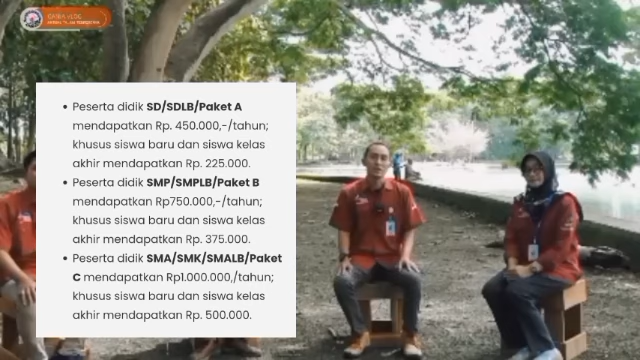 • Peserta didik SD/SDLB/Paket A
mendapatkan Rp. 450.000,-/tahun;
khusus siswa baru dan siswa kelas
akhir mendapatkan Rp. 225.000.
• Peserta didik SMP/SMPLB/Paket B
mendapatkan Rp750.000,-/tahun;
khusus siswa baru dan siswa kelas
akhir mendapatkan Rp. 375.000.
• Peserta didik SMA/SMK/SMALB/Paket
C mendapatkan Rp1.000.000,/tahun;
khusus siswa baru dan siswa kelas
akhir mendapatkan Rp. 500.000.